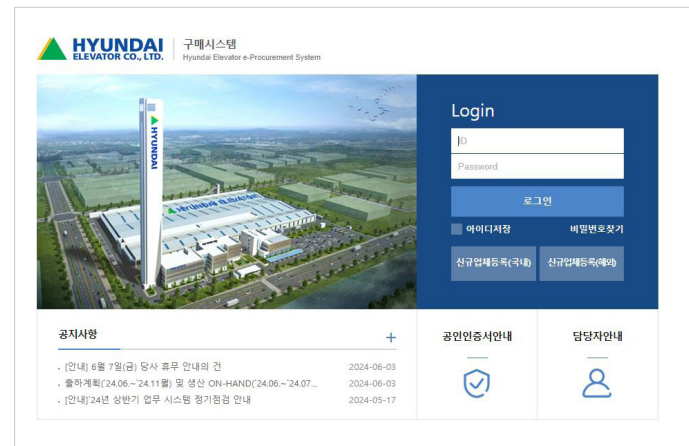 HYUNDAI
ELEVATOR CO., LTD.
구매시스템
Hyundai Elevator e-Procurement System
HYUNDAI
HYUNDAI ELEVATOR
Login
ID
Password
로그인
아이디저장
비밀번호찾기
신규업체등록(국내)
신규업체등록(해외)
공지사항
+
. [안내] 6월 7일(금) 당사 휴무 안내의 건
2024-06-03
. 출하계획(`24.06.~`24.11월) 및 생산 ON-HAND(`24.06.~`24.07...
2024-06-03
. [안내]`24년 상반기 업무 시스템 정기점검 안내
2024-05-17
공인인증서안내
담당자안내